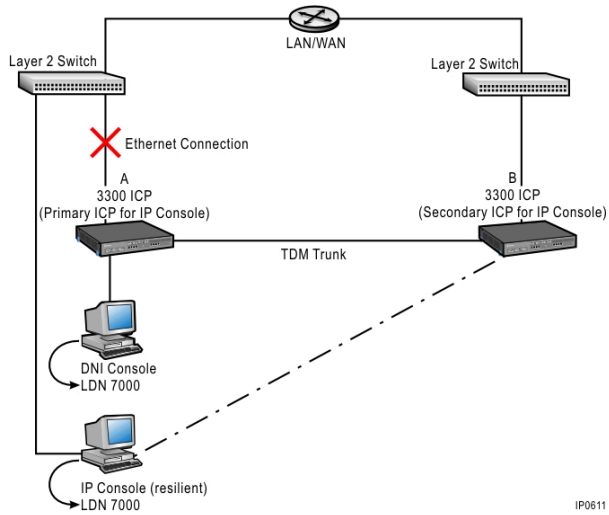 LAN/WAN
Layer 2 Switch
Layer 2 Switch
Ethernet Connection
A
3300 ICP
(Primary ICP for IP Console)
B
3300 ICP
(Secondary ICP for IP Console)
TDM Trunk
DNI Console
LDN 7000
IP Console (resilient)
LDN 7000
IP0611